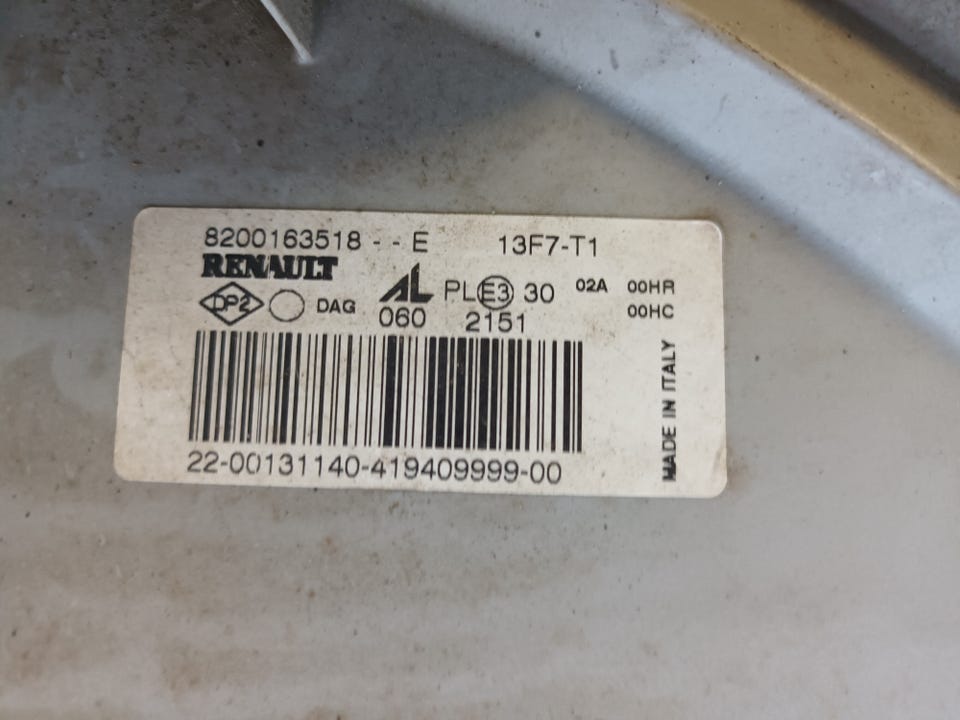 8200163518 - - E 13F7-T1
RENAULT
DP2 DAG AL PL E3 30 02A 00HR
060 2151 00HC
22-00131140-419409999-00
MADE IN ITALY